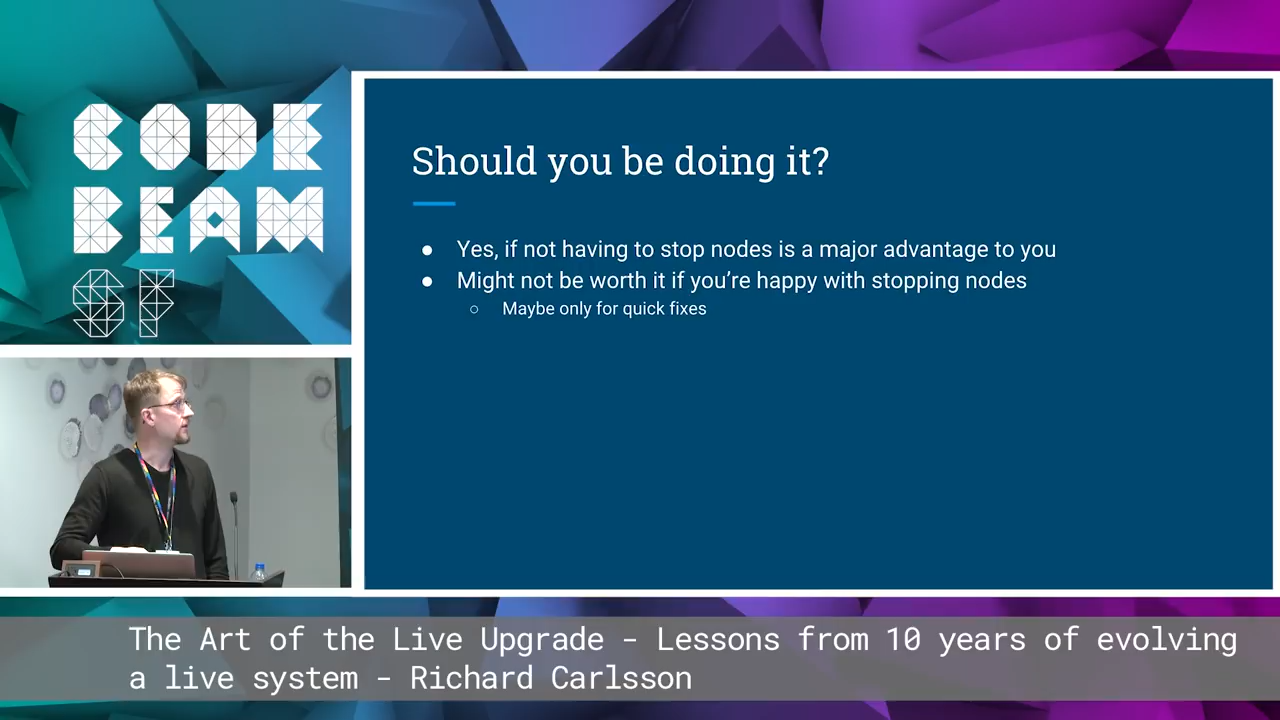 CODE
BEAM
SF
Should you be doing it?
● Yes, if not having to stop nodes is a major advantage to you
● Might not be worth it if you’re happy with stopping nodes
○ Maybe only for quick fixes
The Art of the Live Upgrade - Lessons from 10 years of evolving
a live system - Richard Carlsson